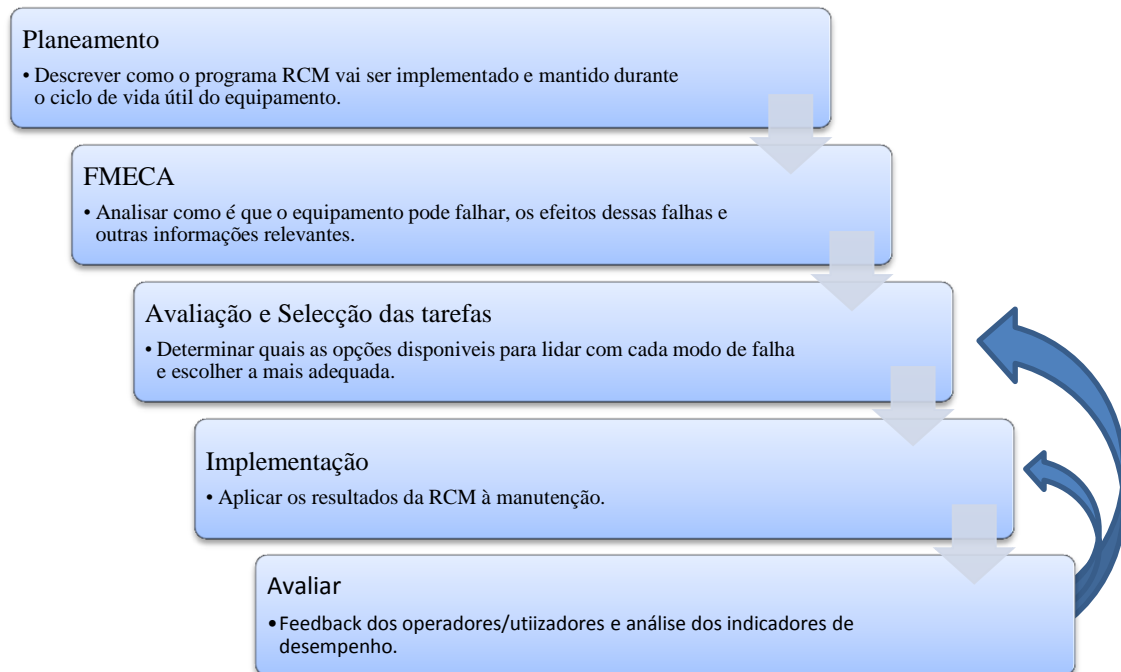 Planeamento
• Descrever como o programa RCM vai ser implementado e mantido durante
o ciclo de vida útil do equipamento.
FMECA
• Analisar como é que o equipamento pode falhar, os efeitos dessas falhas e
outras informações relevantes.
Avaliação e Selecção das tarefas
• Determinar quais as opções disponiveis para lidar com cada modo de falha
e escolher a mais adequada.
Implementação
• Aplicar os resultados da RCM à manutenção.
Avaliar
• Feedback dos operadores/utiizadores e análise dos indicadores de
desempenho.